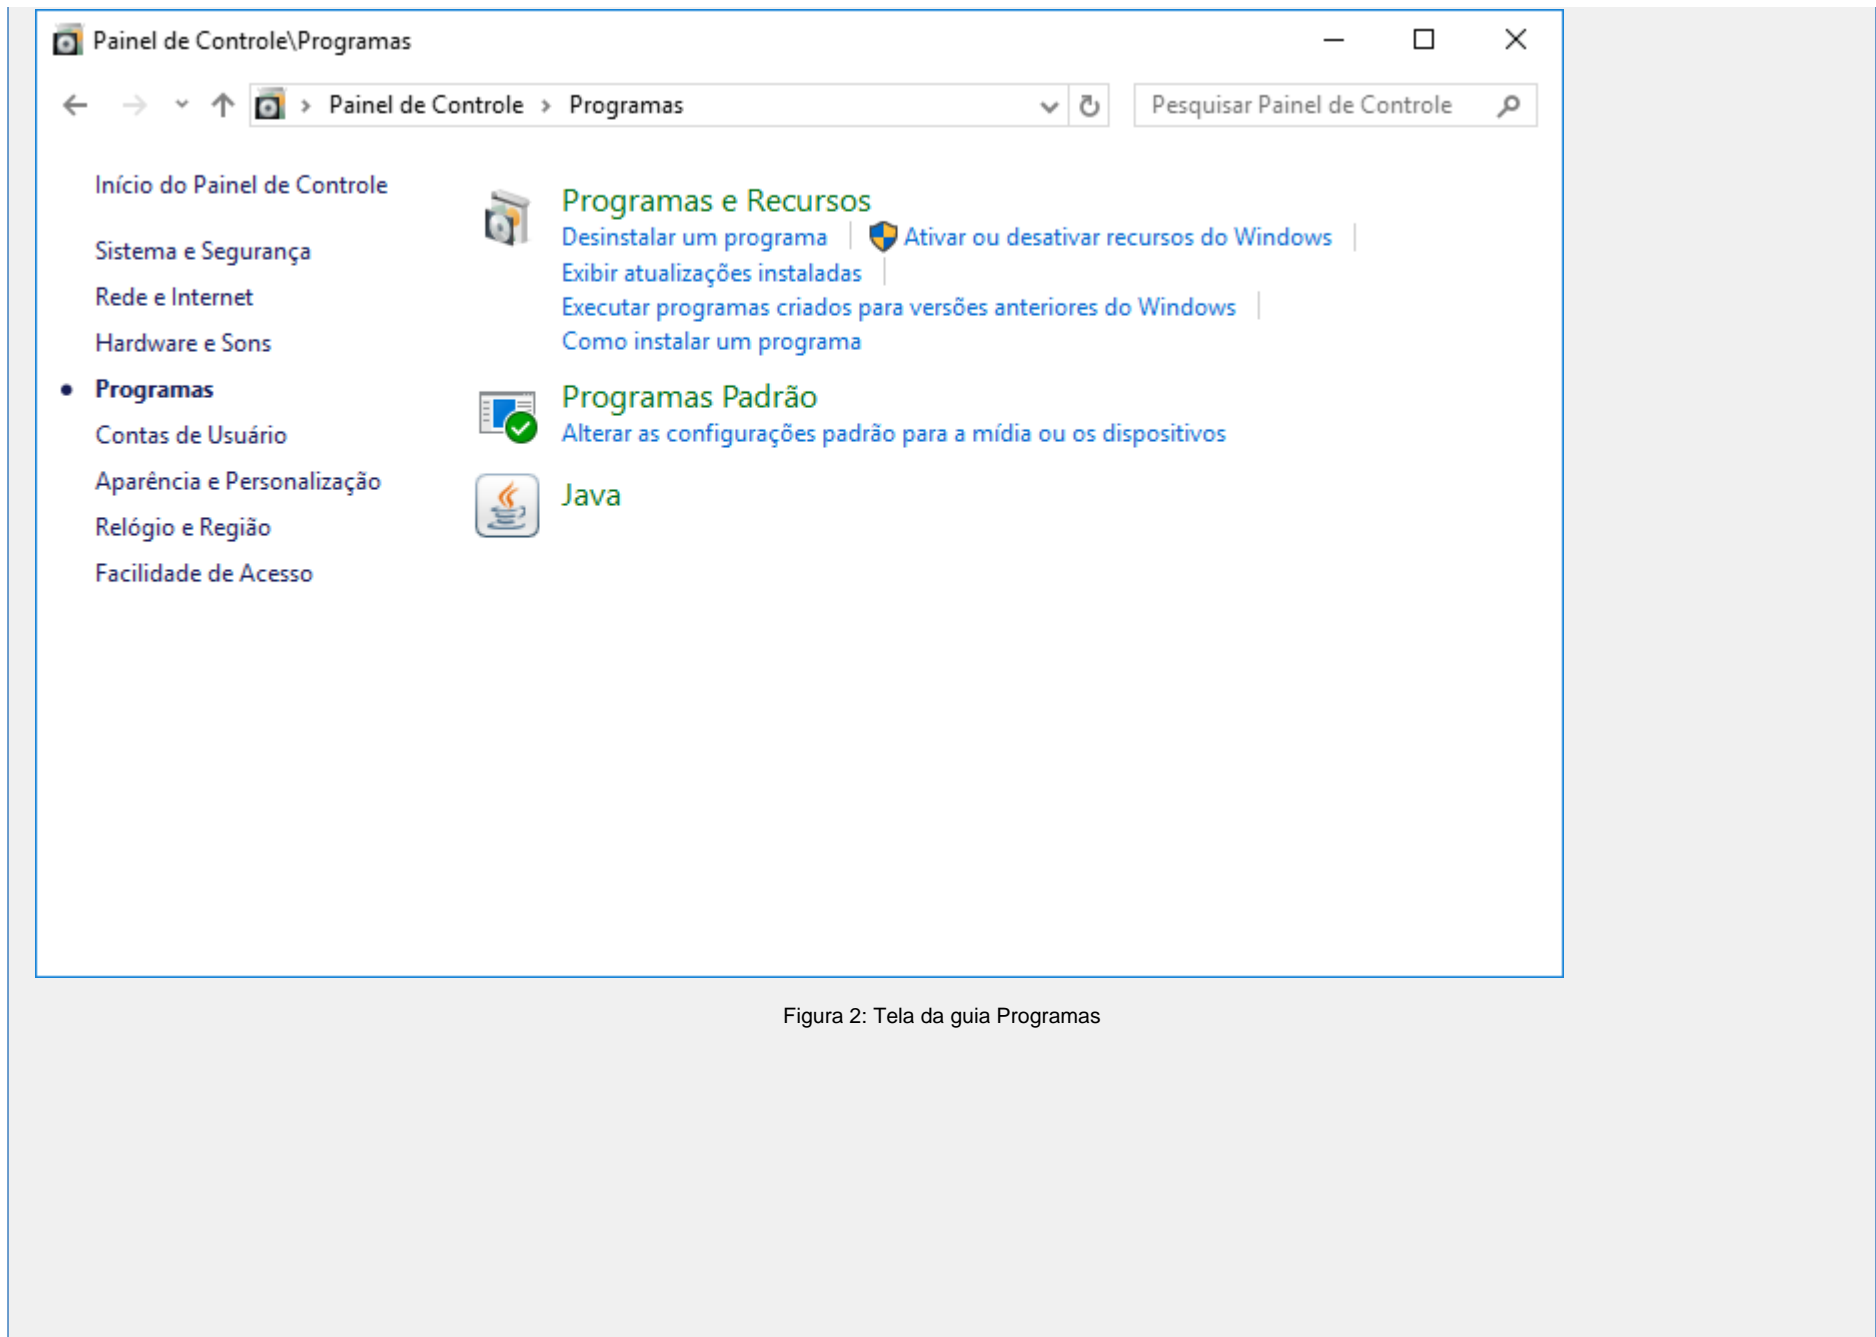 Painel de Controle\Programas
Painel de Controle > Programas
Pesquisar Painel de Controle
Início do Painel de Controle
Sistema e Segurança
Rede e Internet
Hardware e Sons
• Programas
Contas de Usuário
Aparência e Personalização
Relógio e Região
Facilidade de Acesso
Programas e Recursos
Desinstalar um programa | Ativar ou desativar recursos do Windows |
Exibir atualizações instaladas |
Executar programas criados para versões anteriores do Windows |
Como instalar um programa
Programas Padrão
Alterar as configurações padrão para a mídia ou os dispositivos
Java
Figura 2: Tela da guia Programas